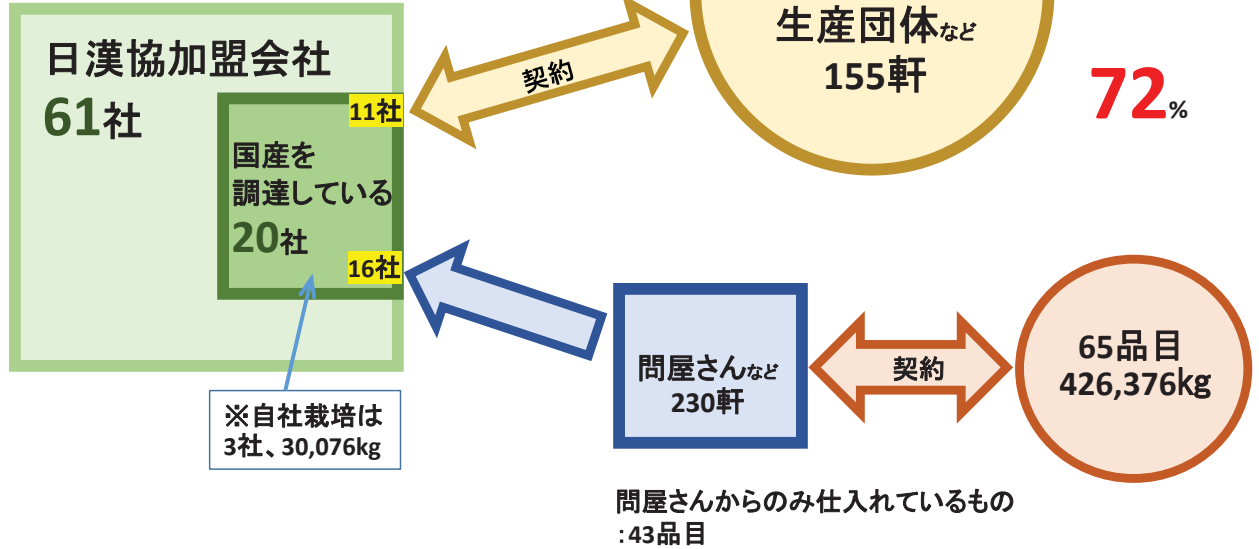 日漢協加盟会社
61社
11社
国産を
調達している
20社
16社
※自社栽培は
3社、30,076kg
契約
生産団体など
155軒
72%
問屋さんなど
230軒
契約
65品目
426,376kg
問屋さんからのみ仕入れているもの
:43品目